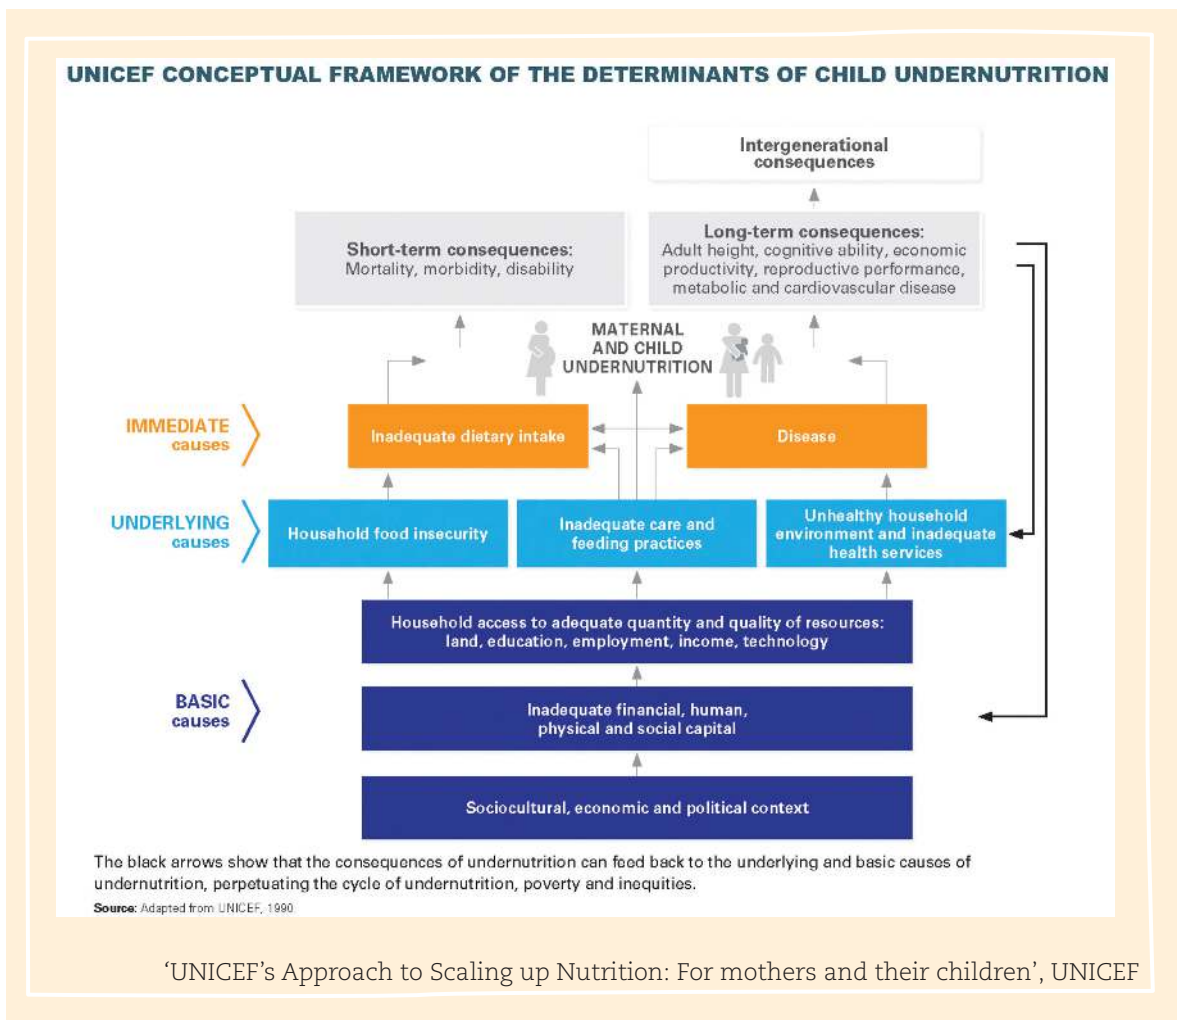 UNICEF CONCEPTUAL FRAMEWORK OF THE DETERMINANTS OF CHILD UNDERNUTRITION
Intergenerational
consequences
Short-term consequences:
Mortality, morbidity, disability
Long-term consequences:
Adult height, cognitive ability, economic
productivity, reproductive performance,
metabolic and cardiovascular disease
MATERNAL
AND CHILD
UNDERNUTRITION
IMMEDIATE
causes
Inadequate dietary intake
Disease
UNDERLYING
causes
Household food insecurity
Inadequate care and
feeding practices
Unhealthy household
environment and inadequate
health services
Household access to adequate quantity and quality of resources:
land, education, employment, income, technology
BASIC
causes
Inadequate financial, human,
physical and social capital
Sociocultural, economic and political context
The black arrows show that the consequences of undernutrition can feed back to the underlying and basic causes of
undernutrition, perpetuating the cycle of undernutrition, poverty and inequities.
Source: Adapted from UNICEF, 1990
‘UNICEF’s Approach to Scaling up Nutrition: For mothers and their children’, UNICEF